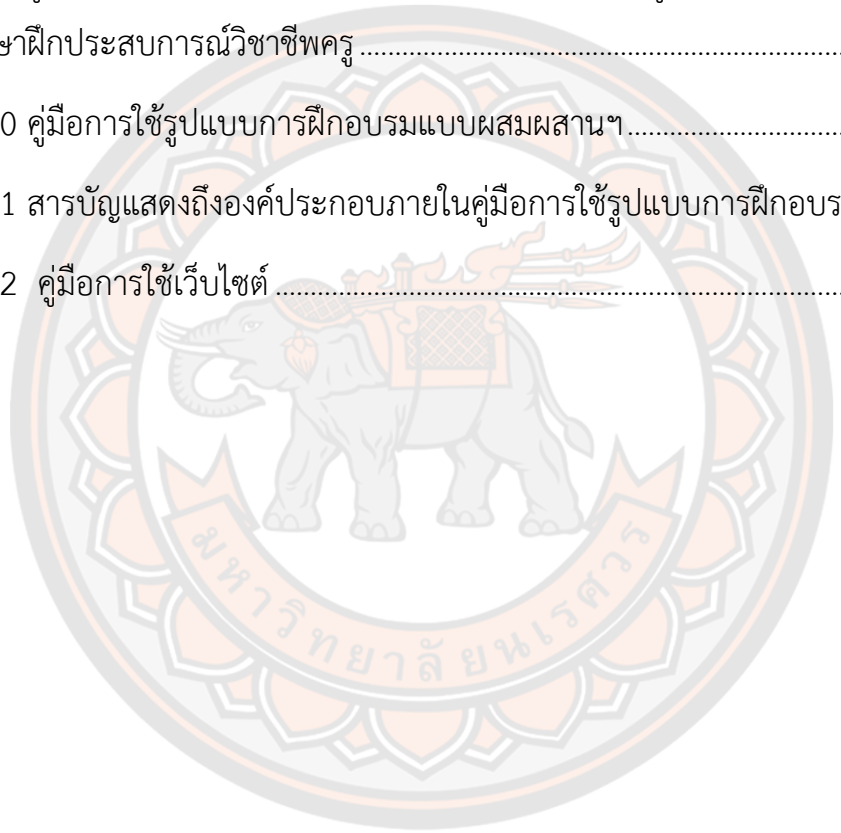 ษาฝึกประสบการณ์วิชาชีพครู
0 คู่มือการใช้รูปแบบการฝึกอบรมแบบผสมผสานฯ
1 สารบัญแสดงถึงองค์ประกอบภายในคู่มือการใช้รูปแบบการฝึกอบร
2 คู่มือการใช้เว็บไซต์
มหาวิทยาลัยนเรศวร